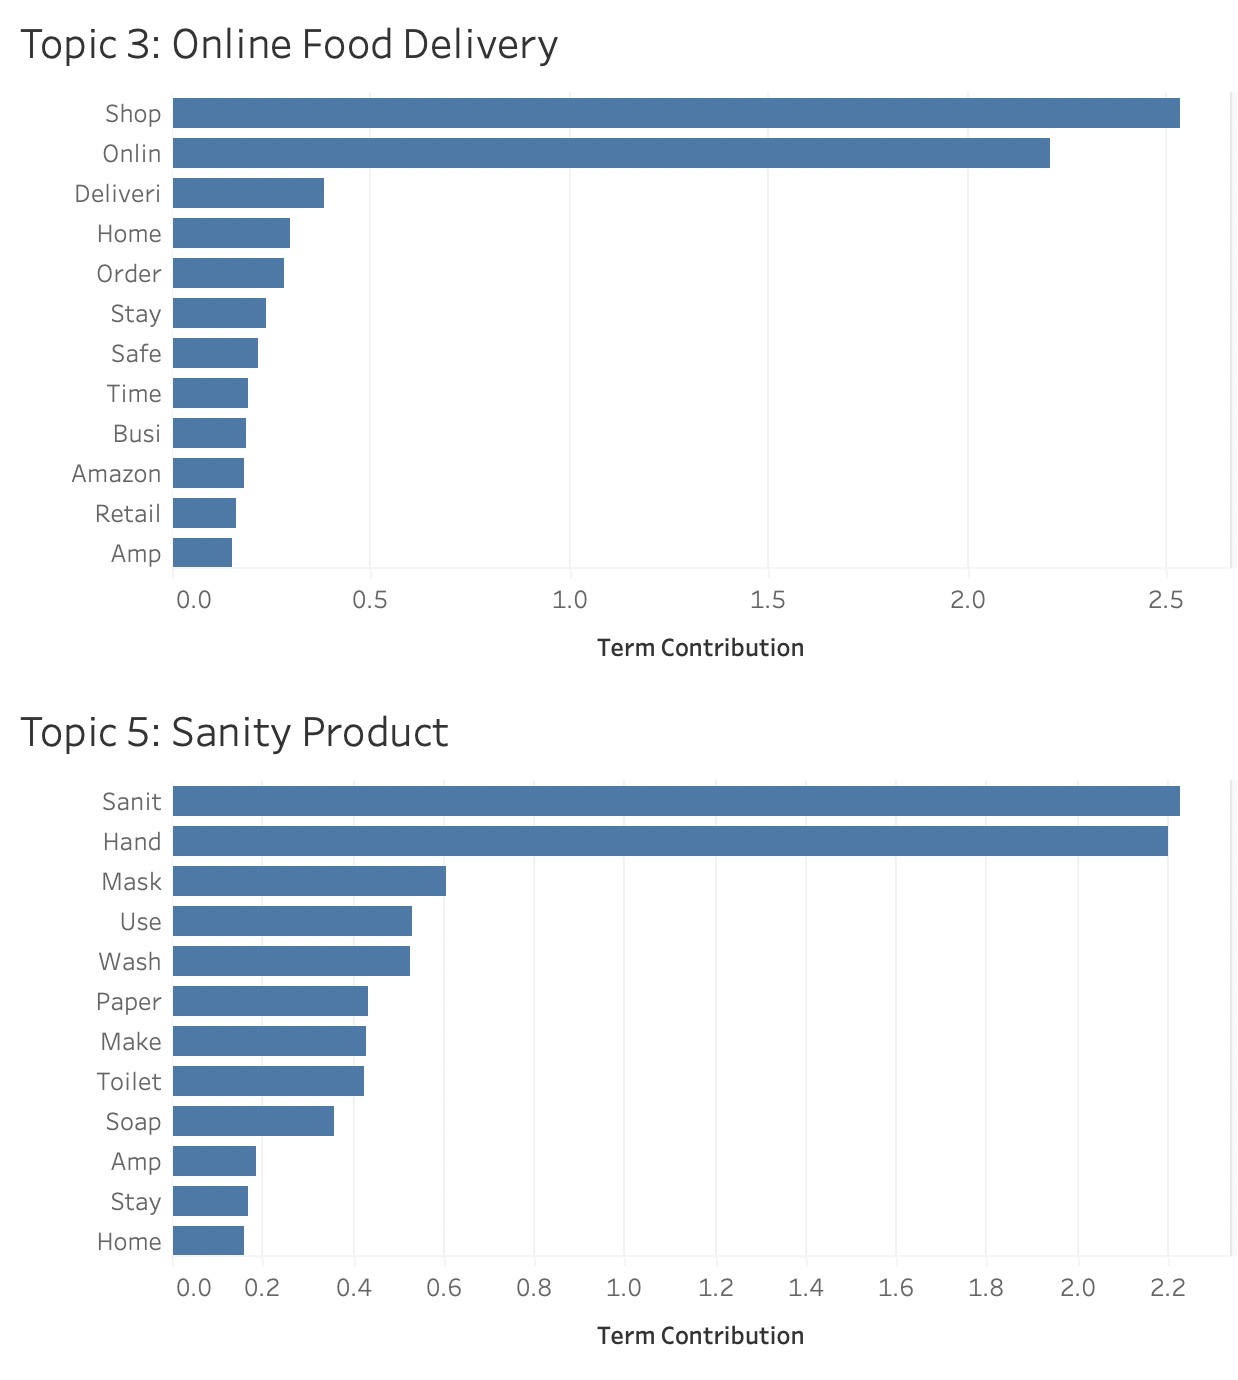 Topic 3: Online Food Delivery
Shop
Onlin
Deliveri
Home
Order
Stay
Safe
Time
Busi
Amazon
Retail
Amp
0.0 0.5 1.0 1.5 2.0 2.5
Term Contribution
Topic 5: Sanity Product
Sanit
Hand
Mask
Use
Wash
Paper
Make
Toilet
Soap
Amp
Stay
Home
0.0 0.2 0.4 0.6 0.8 1.0 1.2 1.4 1.6 1.8 2.0 2.2
Term Contribution